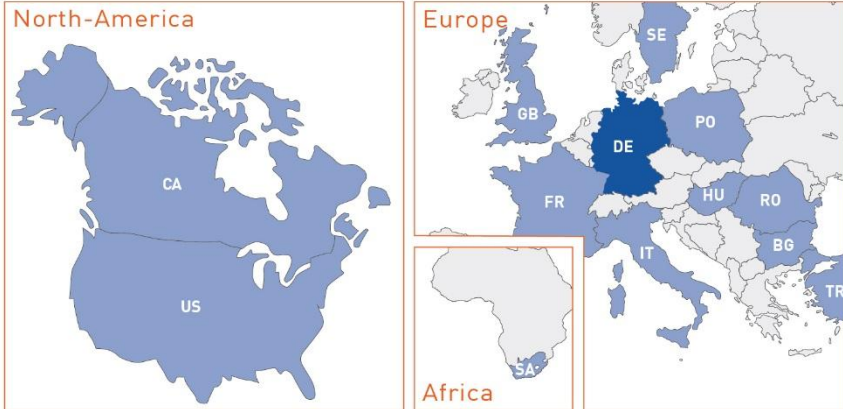 North-America
CA
US
Europe
SE
GB
PO
DE
FR
HU
RO
IT
BG
TR
SA
Africa